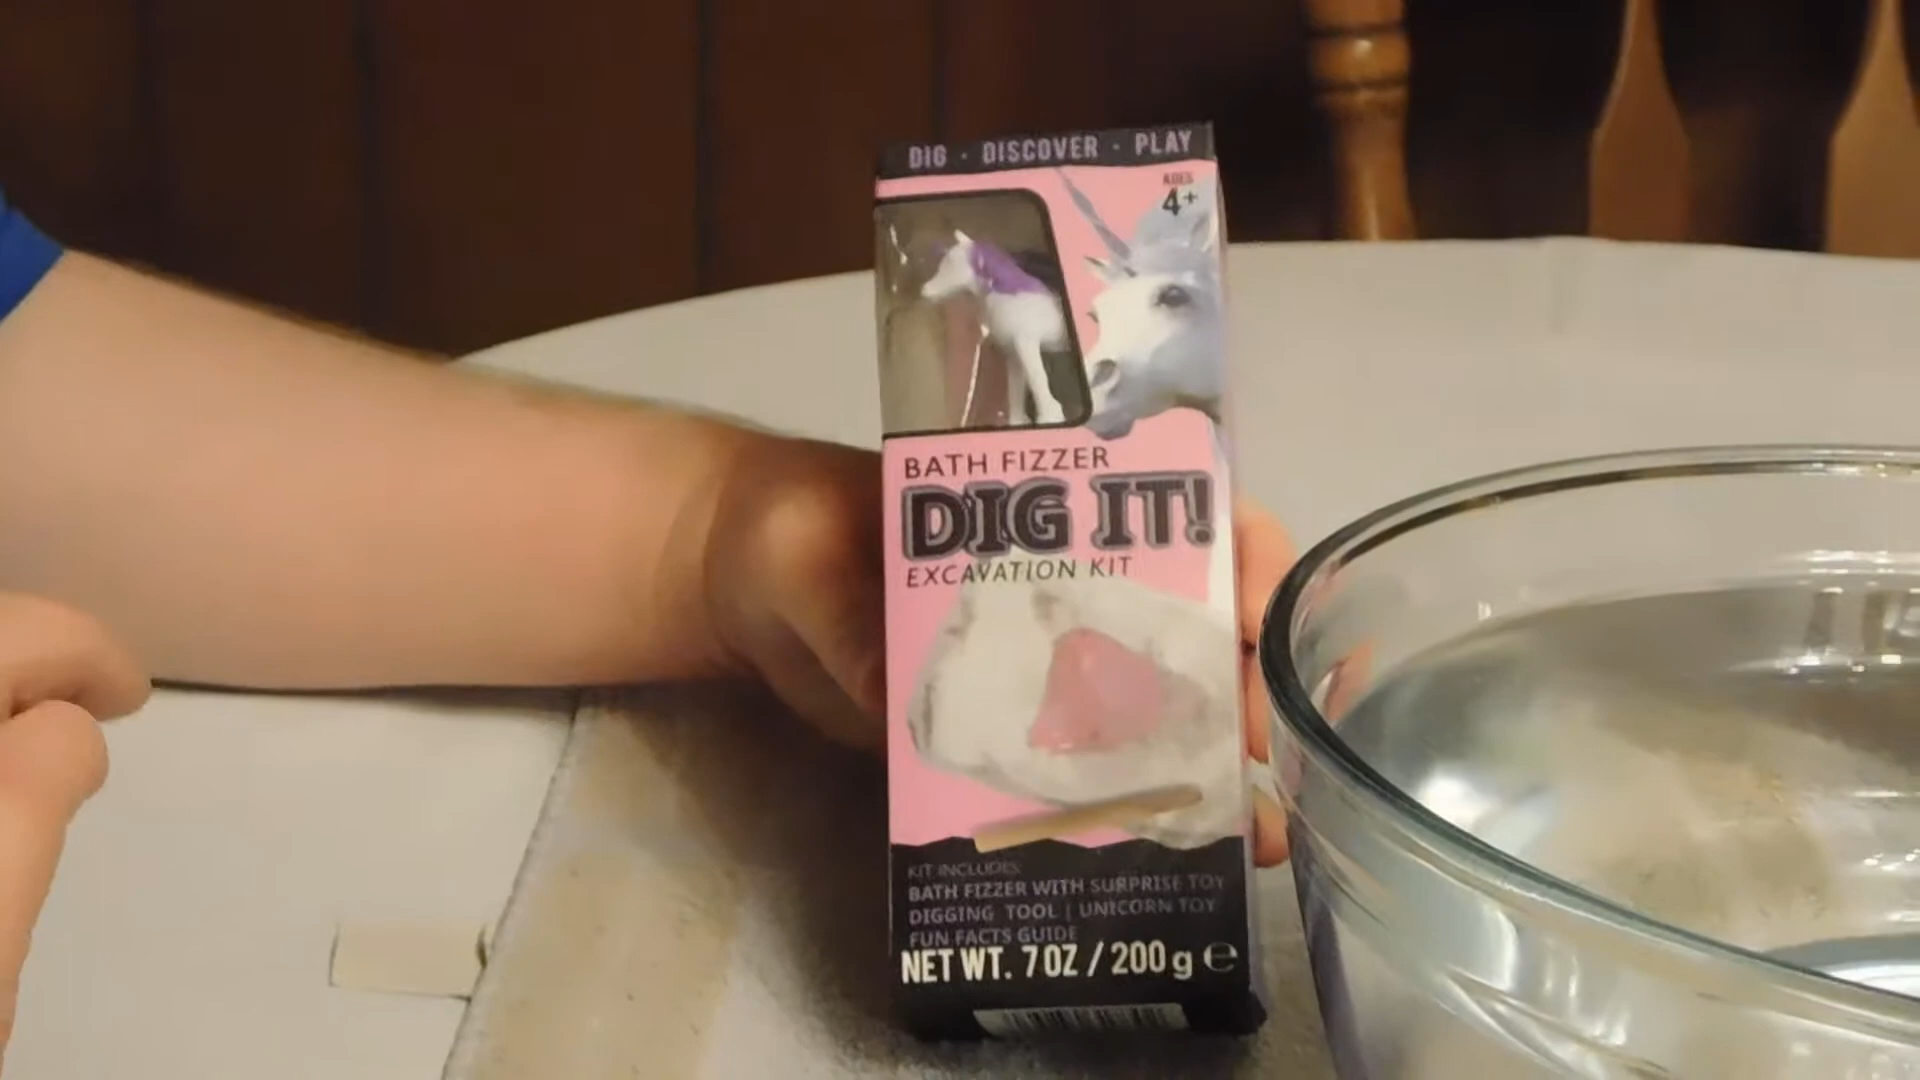 DIG · DISCOVER · PLAY
AGES
4+
BATH FIZZER
DIG IT!
EXCAVATION KIT
KIT INCLUDES:
BATH FIZZER WITH SURPRISE TOY
DIGGING TOOL | UNICORN TOY
FUN FACTS GUIDE
NET WT. 7 OZ / 200 g ℮